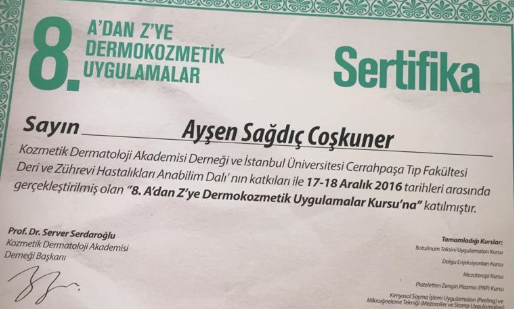 8. A'DAN Z'YE
DERMOKOZMETİK
UYGULAMALAR
Sertifika
Sayın Ayşen Sağdıç Coşkuner
Kozmetik Dermatoloji Akademisi Derneği ve İstanbul Üniversitesi Cerrahpaşa Tıp Fakültesi
Deri ve Zührevi Hastalıkları Anabilim Dalı'nın katkıları ile 17-18 Aralık 2016 tarihleri arasında
gerçekleştirilmiş olan "8. A'dan Z'ye Dermokozmetik Uygulamalar Kursu'na" katılmıştır.
Prof. Dr. Server Serdaroğlu
Kozmetik Dermatoloji Akademisi
Derneği Başkanı
Tamamladığı Kurslar:
Botulinum Toksini Uygulamaları Kursu
Dolgu Enjeksiyonları Kursu
Mezoterapi Kursu
Plateletten Zengin Plazma (PRP) Kursu
Kimyasal Soyma İşlemi Uygulamaları (Peeling) ve
Mikroiğneleme Tekniği (Mezoroller ve Stamp Uygulamaları)